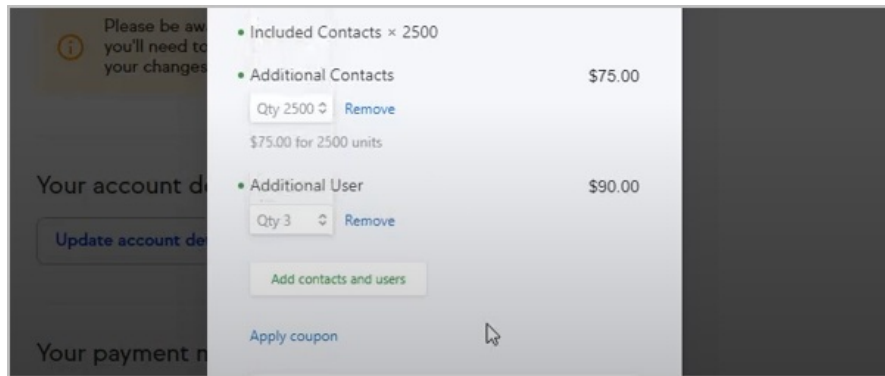 Please be aw
you'll need to
your changes
• Included Contacts × 2500
• Additional Contacts $75.00
Qty 2500 Remove
$75.00 for 2500 units
Your account d
• Additional User $90.00
Qty 3 Remove
Update account de
Add contacts and users
Apply coupon
Your payment n